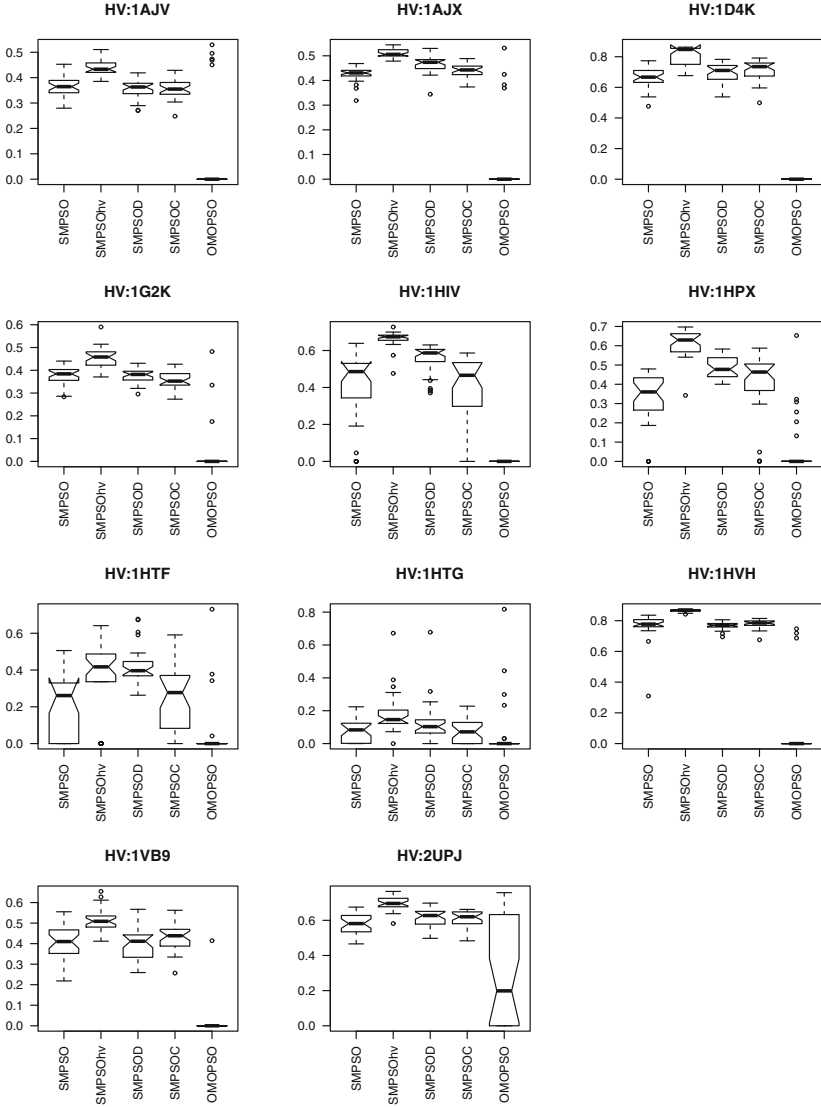 HV:1AJV
0.5
0.4
0.3
0.2
0.1
0.0
SMPSO
SMPSOhv
SMPSOD
SMPSOC
OMOPSO
HV:1AJX
0.5
0.4
0.3
0.2
0.1
0.0
SMPSO
SMPSOhv
SMPSOD
SMPSOC
OMOPSO
HV:1D4K
0.8
0.6
0.4
0.2
0.0
SMPSO
SMPSOhv
SMPSOD
SMPSOC
OMOPSO
HV:1G2K
0.6
0.5
0.4
0.3
0.2
0.1
0.0
SMPSO
SMPSOhv
SMPSOD
SMPSOC
OMOPSO
HV:1HIV
0.6
0.4
0.2
0.0
SMPSO
SMPSOhv
SMPSOD
SMPSOC
OMOPSO
HV:1HPX
0.7
0.6
0.5
0.4
0.3
0.2
0.1
0.0
SMPSO
SMPSOhv
SMPSOD
SMPSOC
OMOPSO
HV:1HTF
0.6
0.4
0.2
0.0
SMPSO
SMPSOhv
SMPSOD
SMPSOC
OMOPSO
HV:1HTG
0.8
0.6
0.4
0.2
0.0
SMPSO
SMPSOhv
SMPSOD
SMPSOC
OMOPSO
HV:1HVH
0.8
0.6
0.4
0.2
0.0
SMPSO
SMPSOhv
SMPSOD
SMPSOC
OMOPSO
HV:1VB9
0.6
0.5
0.4
0.3
0.2
0.1
0.0
SMPSO
SMPSOhv
SMPSOD
SMPSOC
OMOPSO
HV:2UPJ
0.6
0.4
0.2
0.0
SMPSO
SMPSOhv
SMPSOD
SMPSOC
OMOPSO